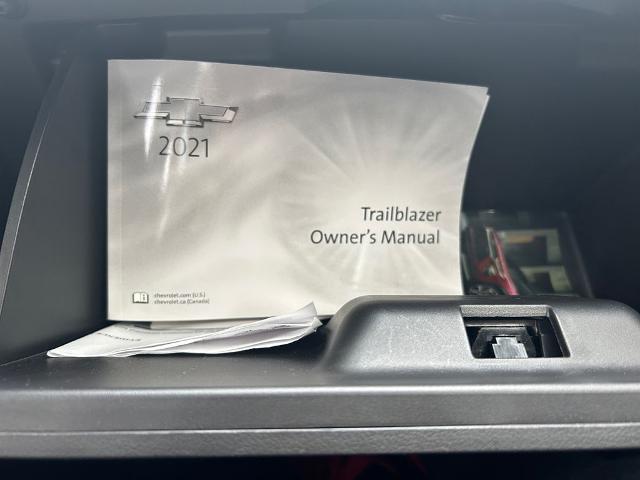 2021
Trailblazer
Owner's Manual
chevrolet.com (U.S.)
chevrolet.ca (Canada)